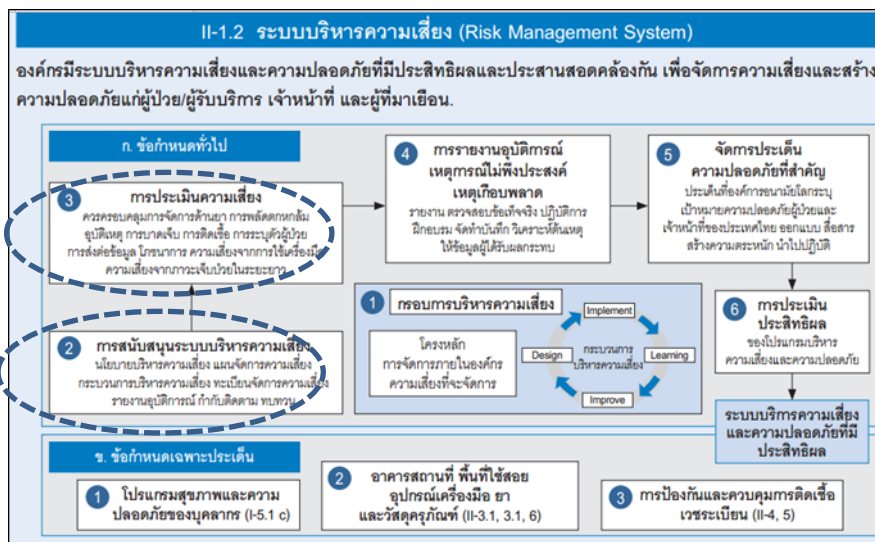 II-1.2 ระบบบริหารความเสี่ยง (Risk Management System)
องค์กรมีระบบบริหารความเสี่ยงและความปลอดภัยที่มีประสิทธิผลและประสานสอดคล้องกัน เพื่อจัดการความเสี่ยงและสร้าง
ความปลอดภัยแก่ผู้ป่วย/ผู้รับบริการ เจ้าหน้าที่ และผู้ที่มาเยือน.
ก. ข้อกำหนดทั่วไป
3
การประเมินความเสี่ยง
ควรครอบคลุมการจัดการด้านยา การพลัดตกหกล้ม
อุบัติเหตุ การบาดเจ็บ การติดเชื้อ การระบุตัวผู้ป่วย
การส่งต่อข้อมูล โภชนาการ ความเสี่ยงจากการใช้เครื่องมือ
ความเสี่ยงจากภาวะเจ็บป่วยในระยะยาว
4
การรายงานอุบัติการณ์
เหตุการณ์ไม่พึงประสงค์
เหตุเกือบพลาด
รายงาน ตรวจสอบข้อเท็จจริง ปฏิบัติการ
ฝึกอบรม จัดทำบันทึก วิเคราะห์ต้นเหตุ
ให้ข้อมูลผู้ได้รับผลกระทบ
5
จัดการประเด็น
ความปลอดภัยที่สำคัญ
ประเด็นที่องค์การอนามัยโลกระบุ
เป้าหมายความปลอดภัยผู้ป่วยและ
เจ้าหน้าที่ของประเทศไทย ออกแบบ สื่อสาร
สร้างความตระหนัก นำไปปฏิบัติ
2
การสนับสนุนระบบบริหารความเสี่ยง
นโยบายบริหารความเสี่ยง แผนจัดการความเสี่ยง
กระบวนการบริหารความเสี่ยง ทะเบียนจัดการความเสี่ยง
รายงานอุบัติการณ์ กำกับติดตาม ทบทวน
1
กรอบการบริหารความเสี่ยง
โครงหลัก
การจัดการภายในองค์กร
ความเสี่ยงที่จะจัดการ
Implement
Design
กระบวนการ
บริหารความเสี่ยง
Learning
Improve
6
การประเมิน
ประสิทธิผล
ของโปรแกรมบริหาร
ความเสี่ยงและความปลอดภัย
ระบบบริการความเสี่ยง
และความปลอดภัยที่มี
ประสิทธิผล
ข. ข้อกำหนดเฉพาะประเด็น
1
โปรแกรมสุขภาพและความ
ปลอดภัยของบุคลากร (I-5.1 c)
2
อาคารสถานที่ พื้นที่ใช้สอย
อุปกรณ์เครื่องมือ ยา
และวัสดุครุภัณฑ์ (II-3.1, 3.1, 6)
3
การป้องกันและควบคุมการติดเชื้อ
เวชระเบียน (II-4, 5)